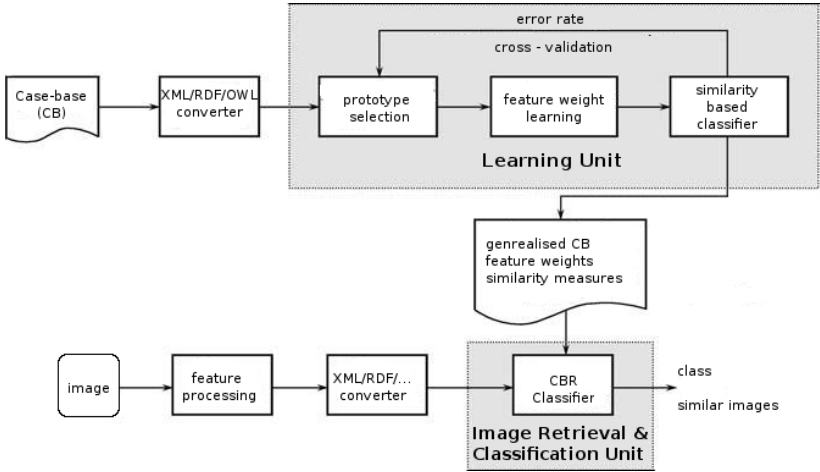 error rate
cross - validation
Case-base
(CB)
XML/RDF/OWL
converter
prototype
selection
feature weight
learning
similarity
based
classifier
Learning Unit
genrealised CB
feature weights
similarity measures
image
feature
processing
XML/RDF/...
converter
CBR
Classifier
class
similar images
Image Retrieval &
Classification Unit